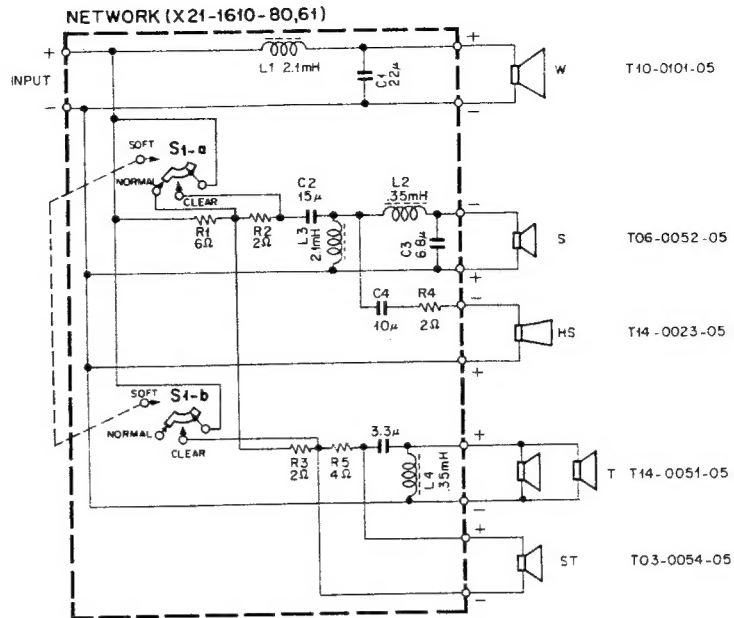 NETWORK (X21-1610-80,61)
+
INPUT
−
L1 2.1mH
C1
22μ
+
−
W
T10-0101-05
SOFT
S1-a
NORMAL
CLEAR
R1
6Ω
R2
2Ω
C2
15μ
L3
2.1mH
L2
.35mH
C3
6.8μ
−
+
S
T06-0052-05
C4
10μ
R4
2Ω
−
+
HS
T14-0023-05
SOFT
S1-b
NORMAL
CLEAR
R3
2Ω
R5
4Ω
3.3μ
L4
.35mH
+
−
T
T14-0051-05
+
−
ST
T03-0054-05